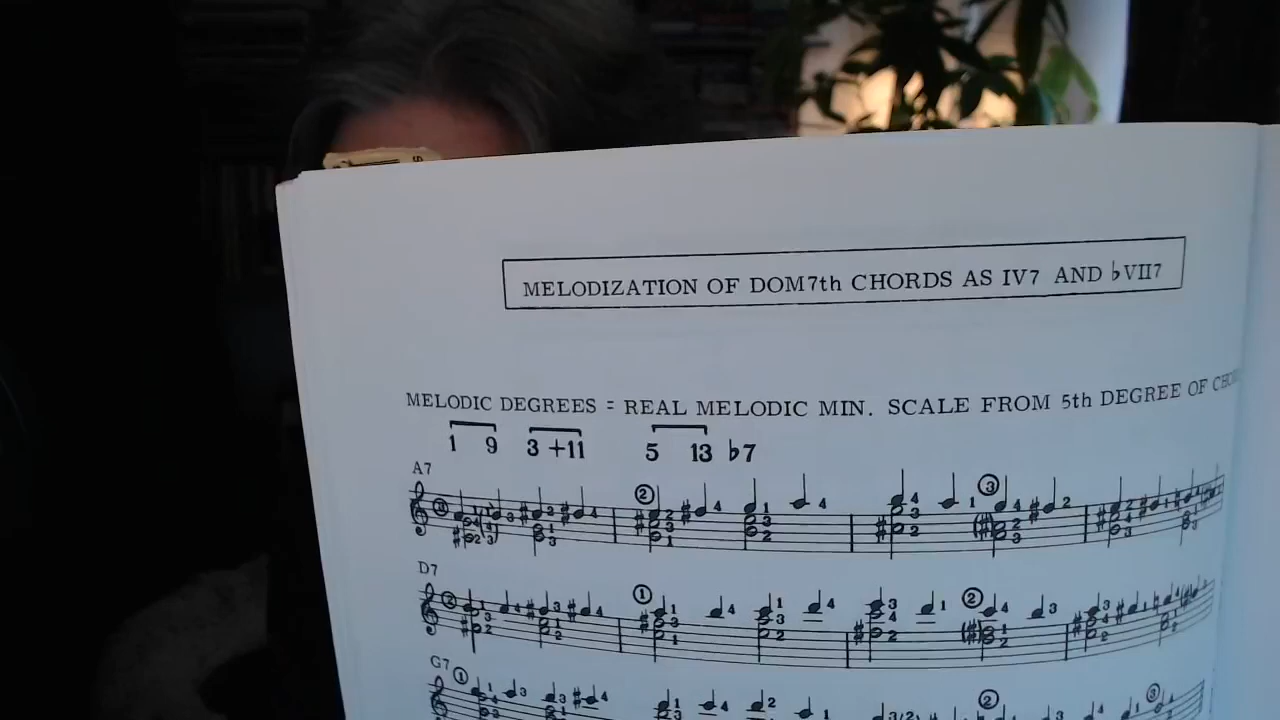 MELODIZATION OF DOM7th CHORDS AS IV7 AND ♭VII7
MELODIC DEGREES = REAL MELODIC MIN. SCALE FROM 5th DEGREE OF
1 9 3 +11 5 13 ♭7
A7
D7
G7